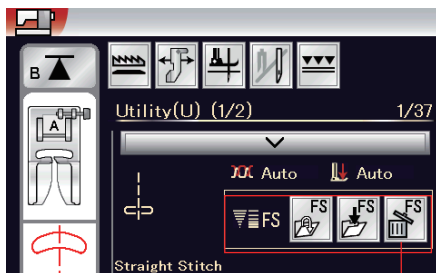 B
A
Utility(U) (1/2) 1/37
Auto Auto
FS FS FS FS
Straight Stitch